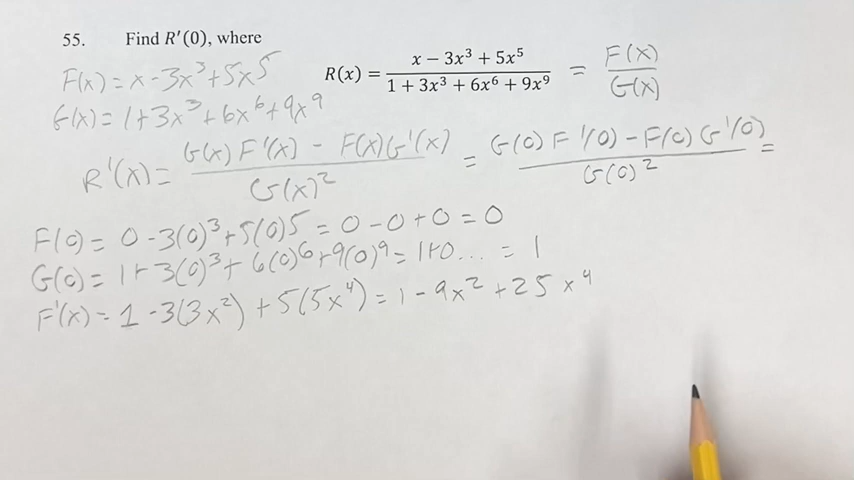 55. Find R'(0), where
F(x) = x - 3x³ + 5x⁵
R(x) = x − 3x³ + 5x⁵ / 1 + 3x³ + 6x⁶ + 9x⁹ = F(x) / G(x)
G(x) = 1 + 3x³ + 6x⁶ + 9x⁹
R'(x) = G(x) F'(x) - F(x) G'(x) / G(x)² = G(0) F'(0) - F(0) G'(0) / G(0)² =
F(0) = 0 - 3(0)³ + 5(0)5 = 0 - 0 + 0 = 0
G(0) = 1 + 3(0)³ + 6(0)⁶ + 9(0)⁹ = 1 + 0 ... = 1
F'(x) = 1 - 3(3x²) + 5(5x⁴) = 1 - 9x² + 25x⁴